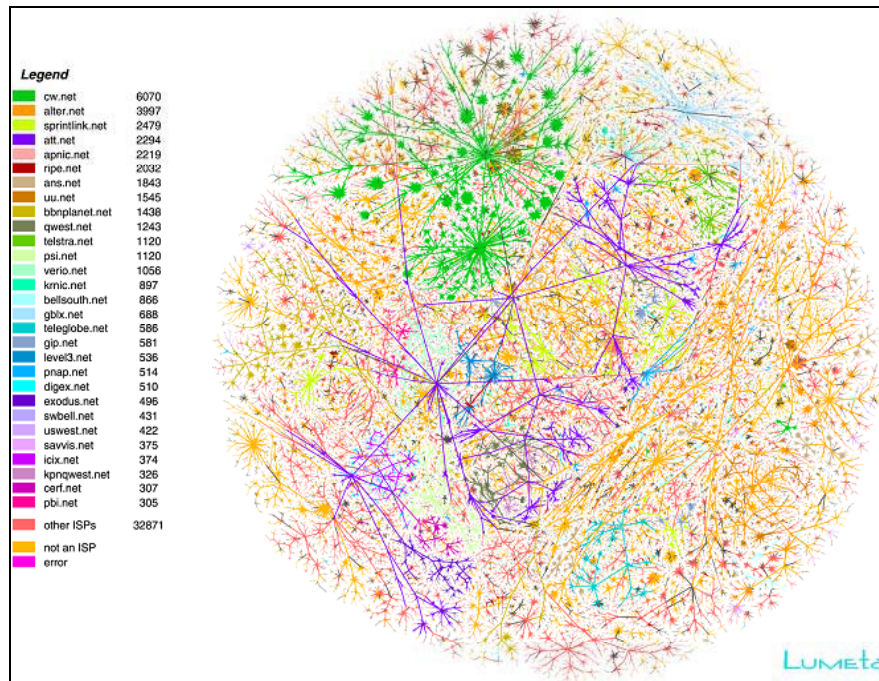 Legend
cw.net 6070
alter.net 3997
sprintlink.net 2479
att.net 2294
apnic.net 2219
ripe.net 2032
ans.net 1843
uu.net 1545
bbnplanet.net 1438
qwest.net 1243
telstra.net 1120
psi.net 1120
verio.net 1056
krnic.net 897
bellsouth.net 866
gblx.net 688
teleglobe.net 586
gip.net 581
level3.net 536
pnap.net 514
digex.net 510
exodus.net 496
swbell.net 431
uswest.net 422
savvis.net 375
icix.net 374
kpnqwest.net 326
cerf.net 307
pbi.net 305
other ISPs 32871
not an ISP
error
LUMETA